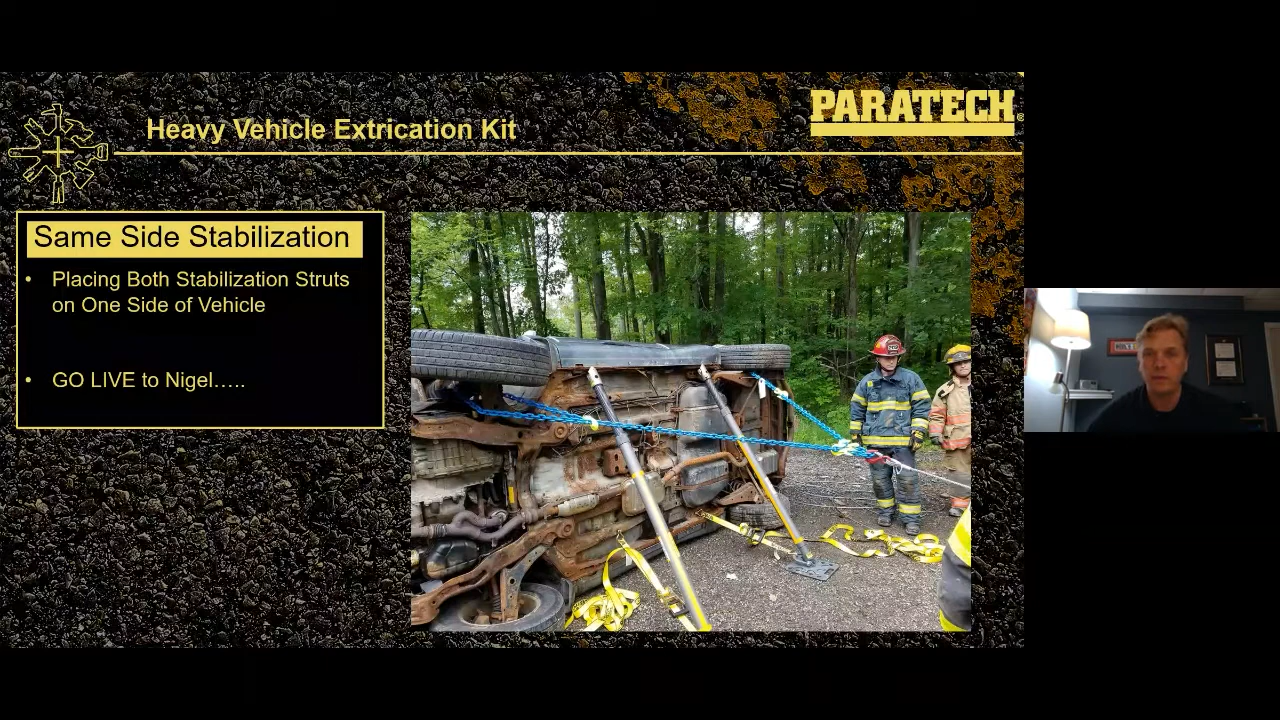 PARATECH®
Heavy Vehicle Extrication Kit
Same Side Stabilization
• Placing Both Stabilization Struts
on One Side of Vehicle
• GO LIVE to Nigel.....